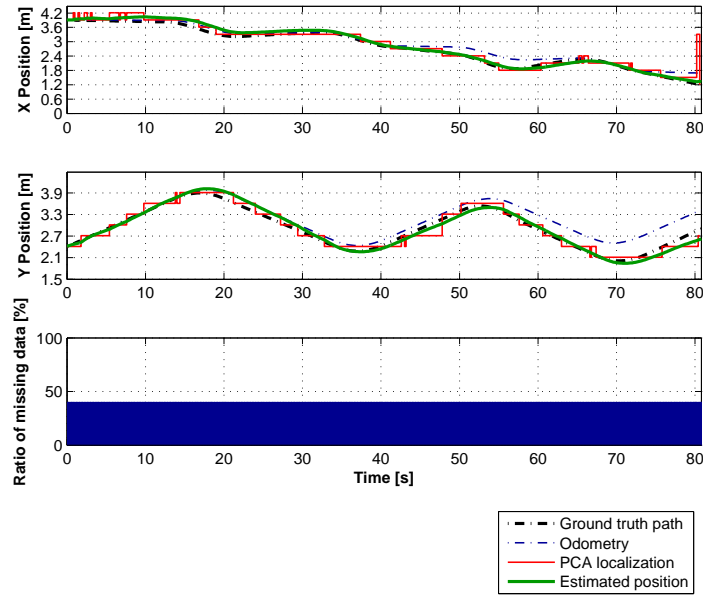 X Position [m]
4.2
3.6
3
2.4
1.8
1.2
0.6
0
0 10 20 30 40 50 60 70 80
Y Position [m]
3.9
3.3
2.7
2.1
1.5
0 10 20 30 40 50 60 70 80
Ratio of missing data [%]
100
50
0
0 10 20 30 40 50 60 70 80
Time [s]
Ground truth path
Odometry
PCA localization
Estimated position